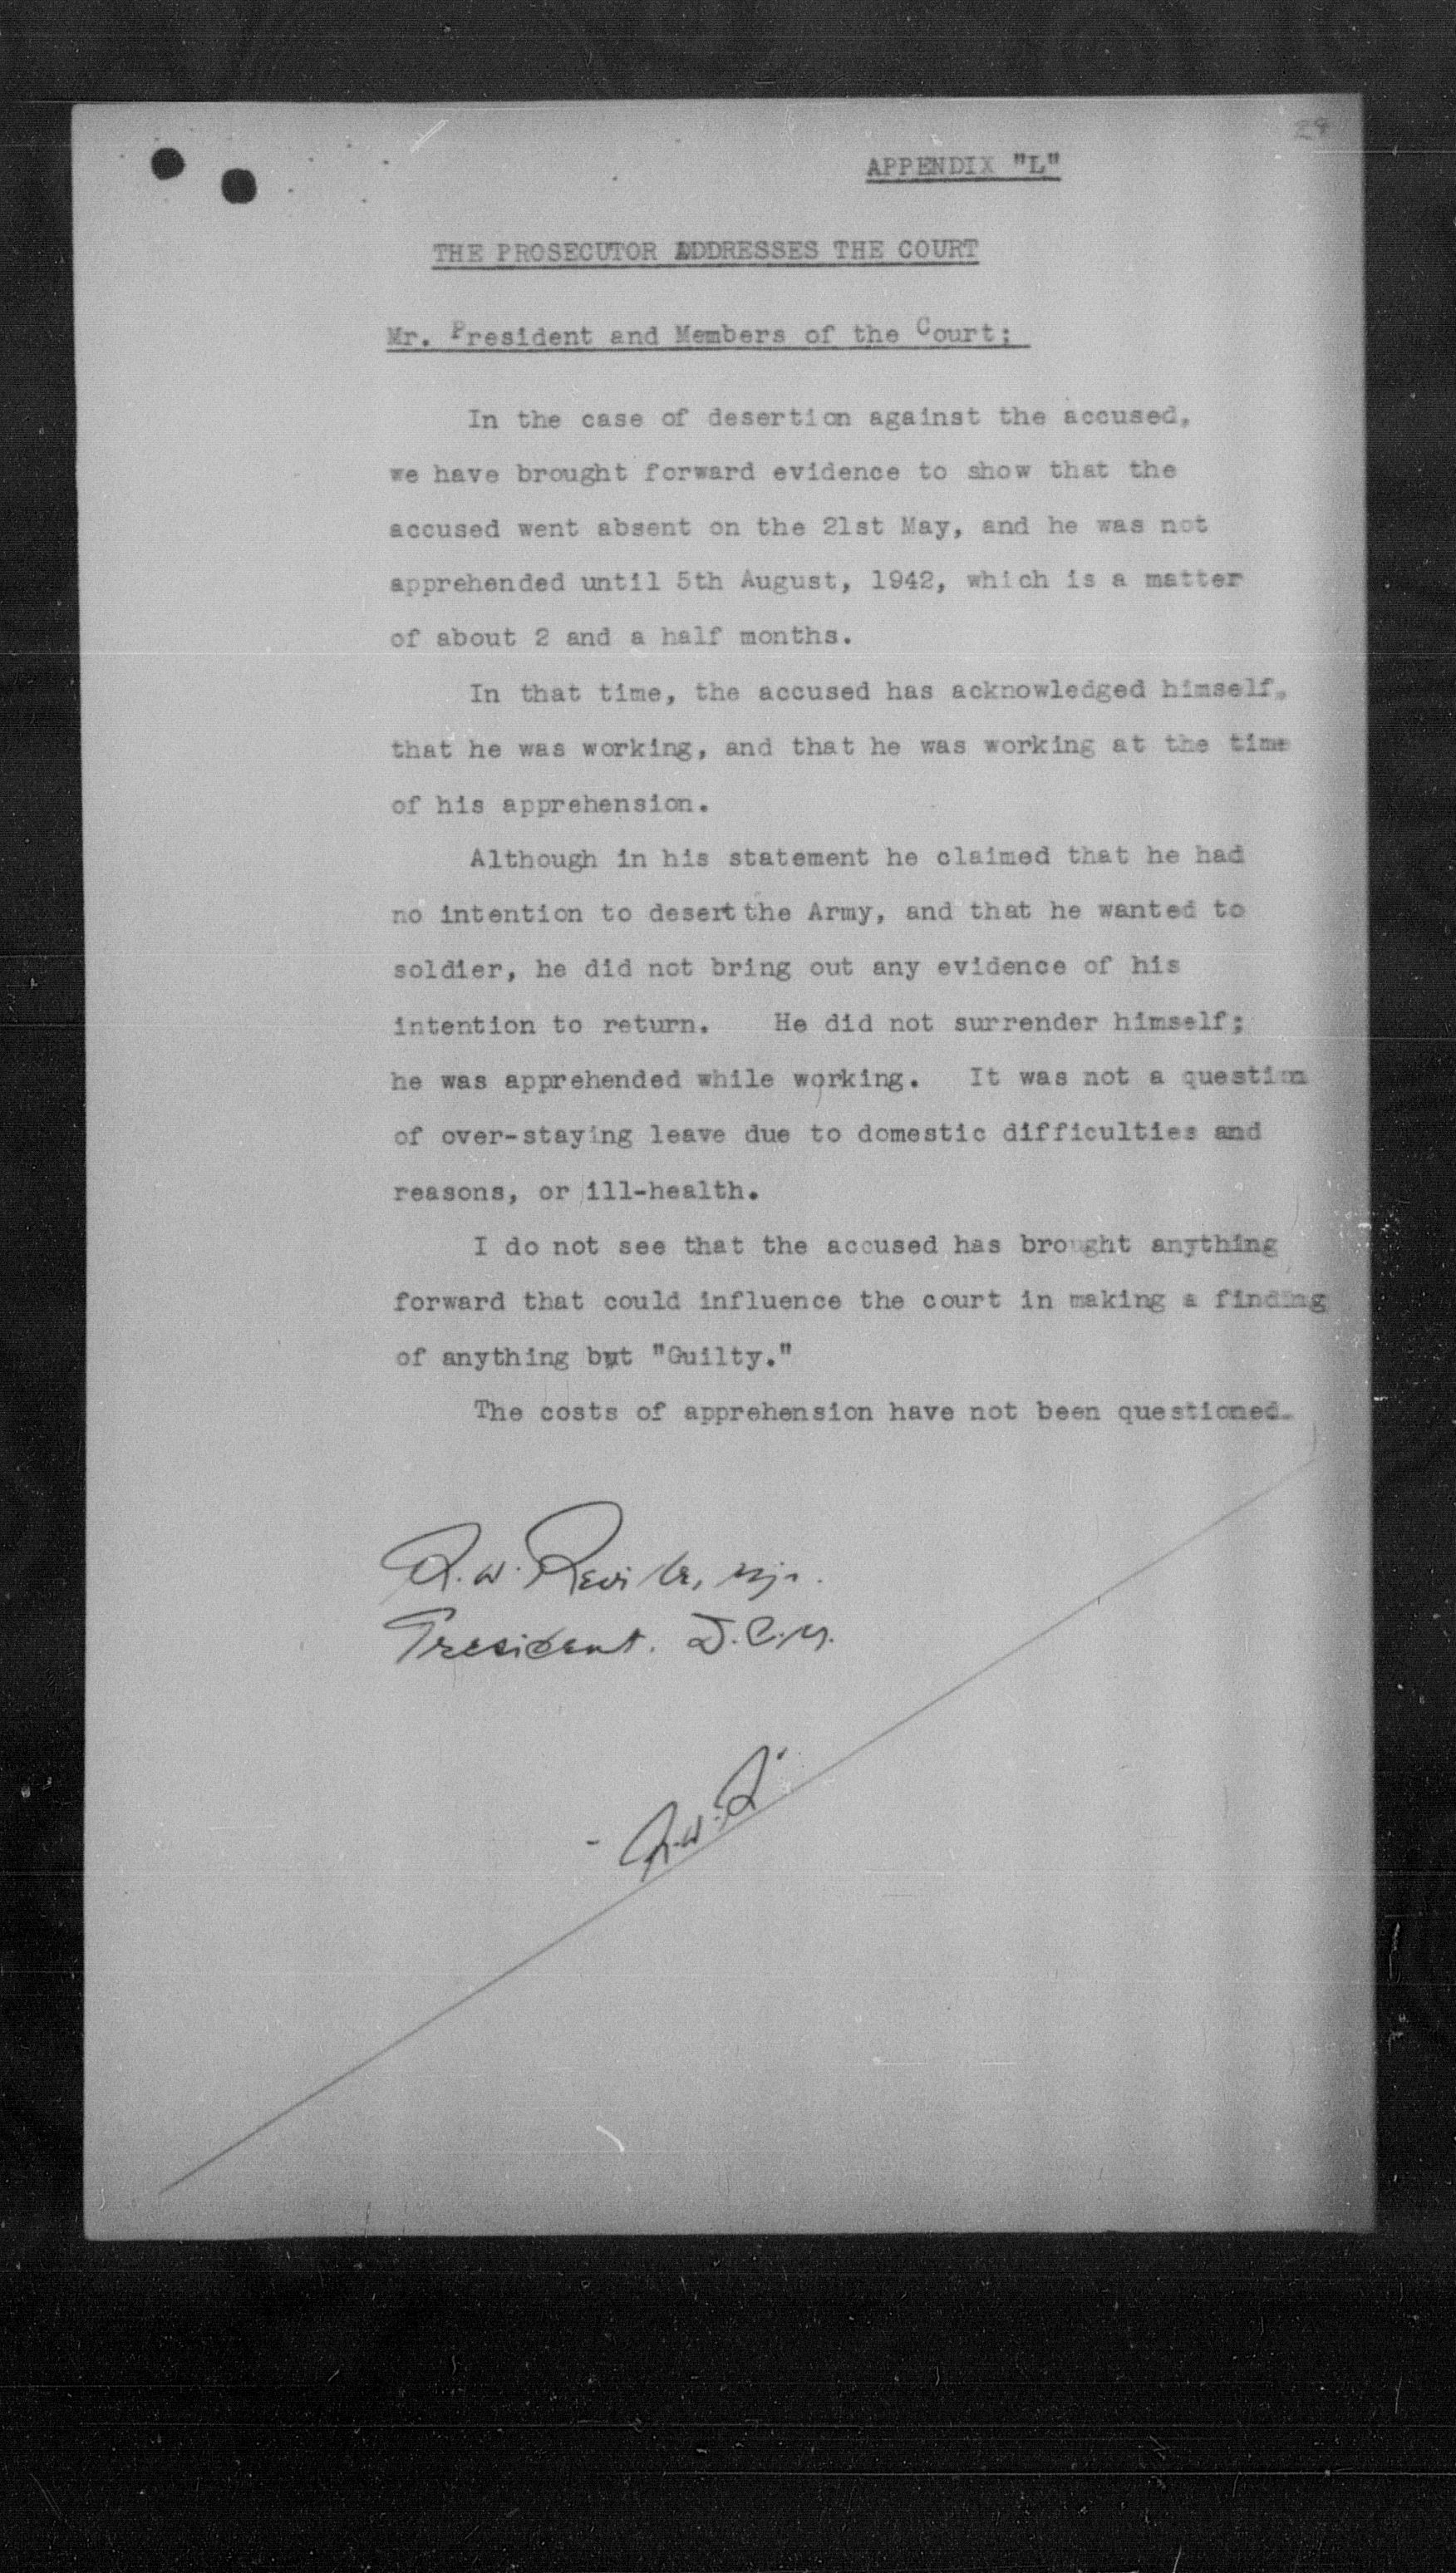 29
APPENDIX "L"
THE PROSECUTOR ADDRESSES THE COURT
Mr. President and Members of the Court:
In the case of desertion against the accused,
we have brought forward evidence to show that the
accused went absent on the 21st May, and he was not
apprehended until 5th August, 1942, which is a matter
of about 2 and a half months.
In that time, the accused has acknowledged himself,
that he was working, and that he was working at the time
of his apprehension.
Although in his statement he claimed that he had
no intention to desert the Army, and that he wanted to
soldier, he did not bring out any evidence of his
intention to return. He did not surrender himself;
he was apprehended while working. It was not a question
of over-staying leave due to domestic difficulties and
reasons, or ill-health.
I do not see that the accused has brought anything
forward that could influence the court in making a finding
of anything but "Guilty."
The costs of apprehension have not been questioned.
R.W. Mjr.
President. D.C.M.
R.W.R.